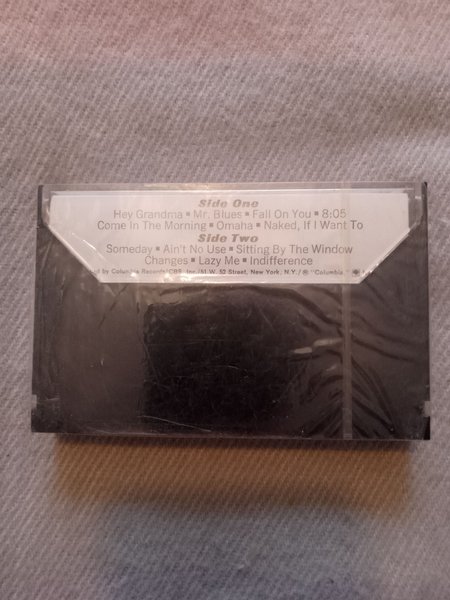 Side One
Hey Grandma ▪ Mr. Blues ▪ Fall On You ▪ 8:05
Come In The Morning ▪ Omaha ▪ Naked, If I Want To
Side Two
Someday ▪ Ain't No Use ▪ Sitting By The Window
Changes ▪ Lazy Me ▪ Indifference
by Columbia Records/CBS, Inc./51 W. 52 Street, New York, N.Y./® "Columbia,"